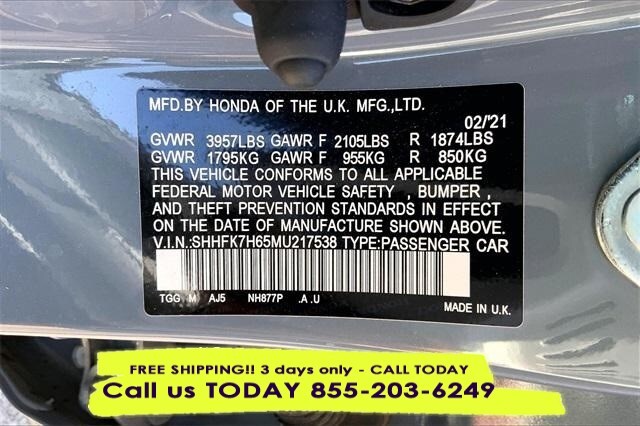 MFD.BY HONDA OF THE U.K. MFG.,LTD.
02/'21
GVWR 3957LBS GAWR F 2105LBS R 1874LBS
GVWR 1795KG GAWR F 955KG R 850KG
THIS VEHICLE CONFORMS TO ALL APPLICABLE
FEDERAL MOTOR VEHICLE SAFETY , BUMPER ,
AND THEFT PREVENTION STANDARDS IN EFFECT
ON THE DATE OF MANUFACTURE SHOWN ABOVE.
V.I.N.:SHHFK7H65MU217538 TYPE:PASSENGER CAR
TGG M AJ5 NH877P .A .U
MADE IN U.K.
FREE SHIPPING!! 3 days only - CALL TODAY
Call us TODAY 855-203-6249